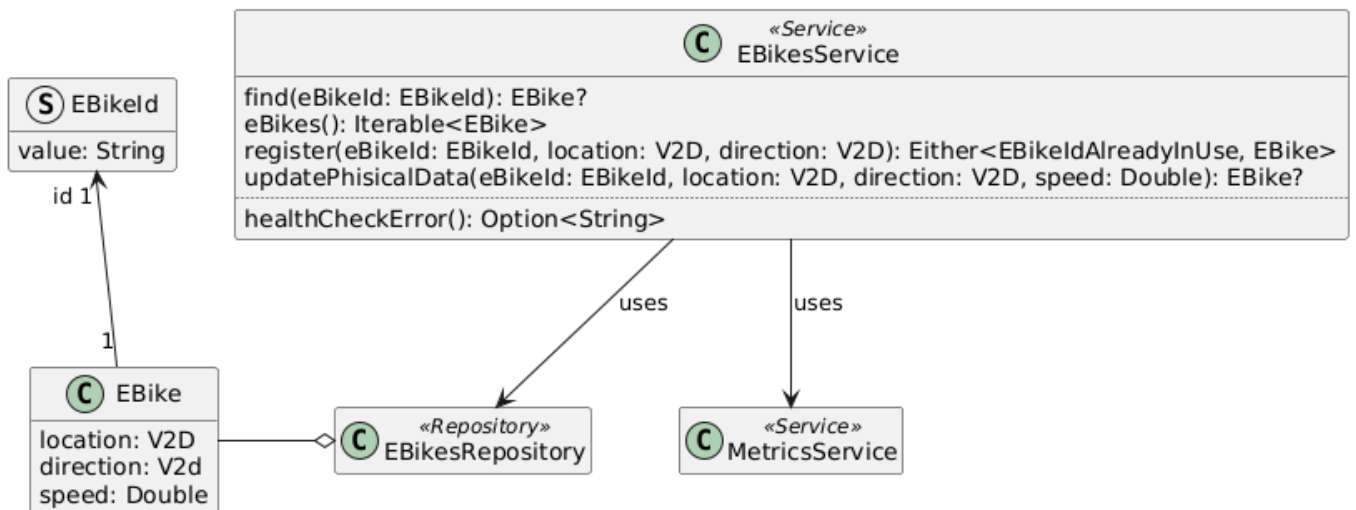 «Service»
C EBikesService
find(eBikeId: EBikeId): EBike?
eBikes(): Iterable<EBike>
register(eBikeId: EBikeId, location: V2D, direction: V2D): Either<EBikeIdAlreadyInUse, EBike>
updatePhisicalData(eBikeId: EBikeId, location: V2D, direction: V2D, speed: Double): EBike?
healthCheckError(): Option<String>
S EBikeId
value: String
id 1
1
uses
uses
C EBike
location: V2D
direction: V2d
speed: Double
«Repository»
C EBikesRepository
«Service»
C MetricsService